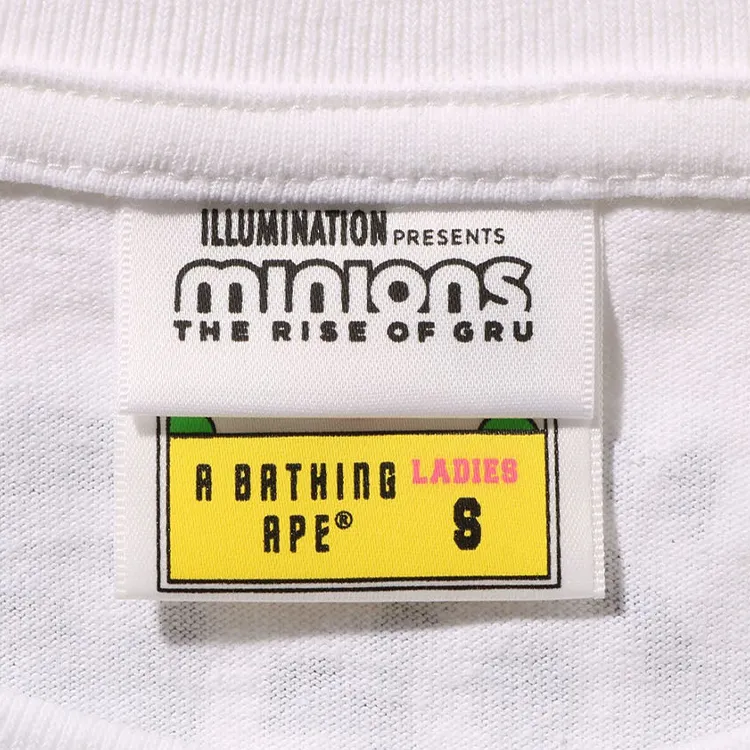 ILLUMINATION PRESENTS
minions
THE RISE OF GRU
A BATHING APE®
LADIES
S